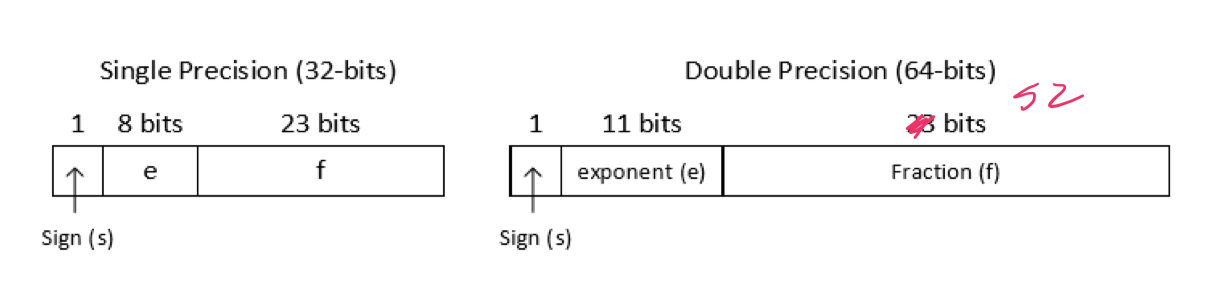 Single Precision (32-bits)
Double Precision (64-bits)
52
1 8 bits 23 bits
1 11 bits 23 bits
e f
exponent (e) Fraction (f)
Sign (s)
Sign (s)